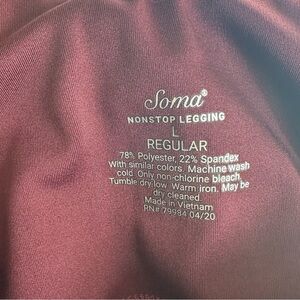 Soma®
NONSTOP LEGGING
L
REGULAR
78% Polyester, 22% Spandex
With similar colors. Machine wash
cold. Only non-chlorine bleach.
Tumble dry low. Warm iron. May be
dry cleaned.
Made in Vietnam
RN# 79984 04/20